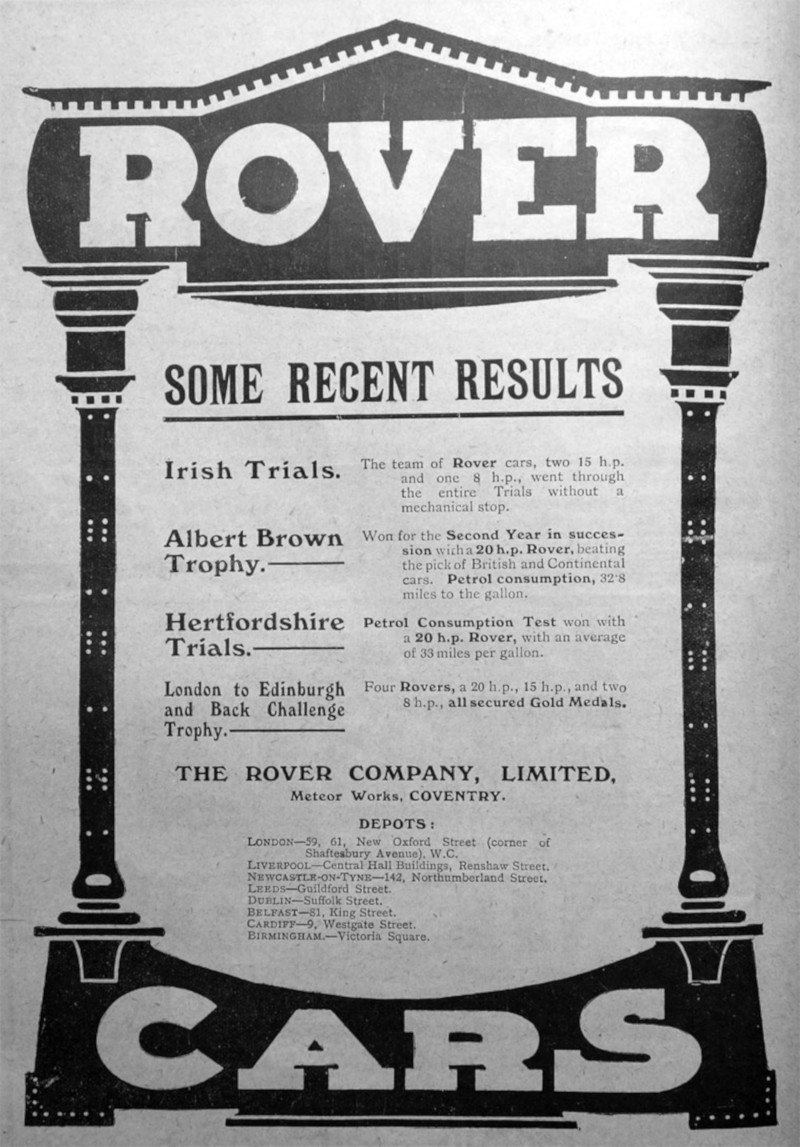 ROVER
SOME RECENT RESULTS
Irish Trials.
The team of Rover cars, two 15 h.p.
and one 8 h.p., went through
the entire Trials without a
mechanical stop.
Albert Brown
Trophy.—
Won for the Second Year in succes-
sion with a 20 h.p. Rover, beating
the pick of British and Continental
cars. Petrol consumption, 32·8
miles to the gallon.
Hertfordshire
Trials.—
Petrol Consumption Test won with
a 20 h.p. Rover, with an average
of 33 miles per gallon.
London to Edinburgh
and Back Challenge
Trophy.—
Four Rovers, a 20 h.p., 15 h.p., and two
8 h.p., all secured Gold Medals.
THE ROVER COMPANY, LIMITED,
Meteor Works, COVENTRY.
DEPOTS:
LONDON—59, 61, New Oxford Street (corner of
Shaftesbury Avenue), W.C.
LIVERPOOL—Central Hall Buildings, Renshaw Street.
NEWCASTLE-ON-TYNE—142, Northumberland Street.
LEEDS—Guildford Street.
DUBLIN—Suffolk Street.
BELFAST—81, King Street.
CARDIFF—9, Westgate Street.
BIRMINGHAM.—Victoria Square.
CARS